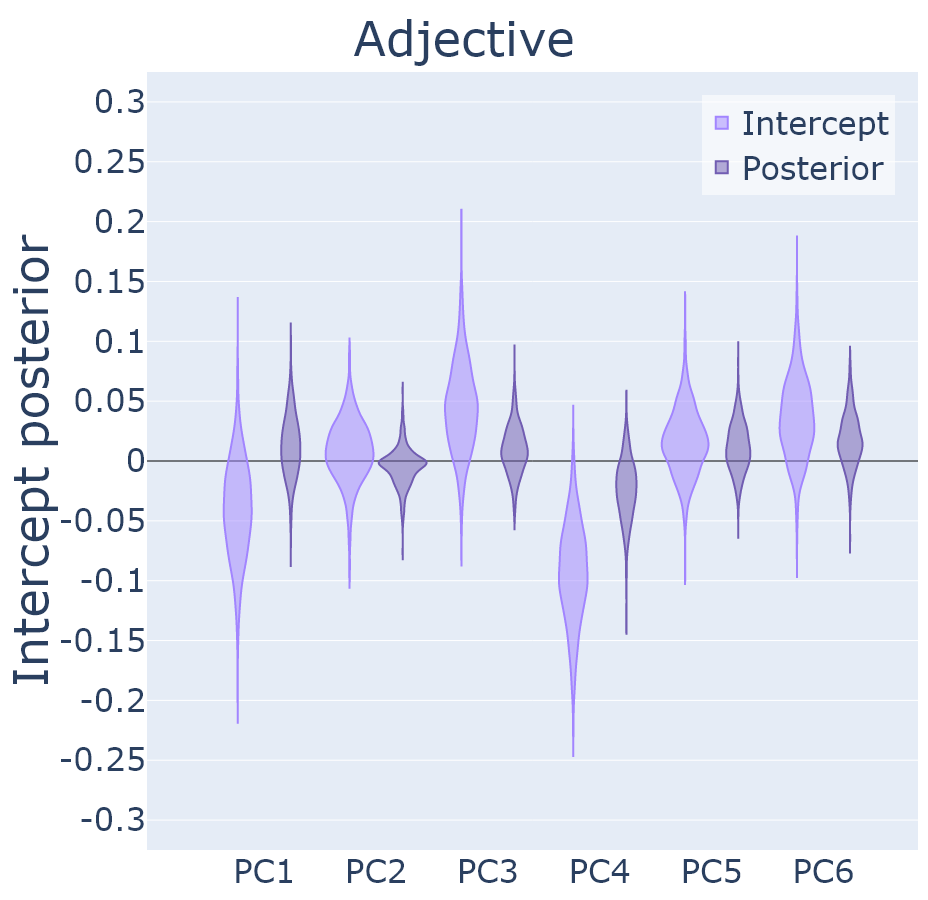 Adjective
Intercept posterior
0.3
0.25
0.2
0.15
0.1
0.05
0
-0.05
-0.1
-0.15
-0.2
-0.25
-0.3
Intercept
Posterior
PC1 PC2 PC3 PC4 PC5 PC6